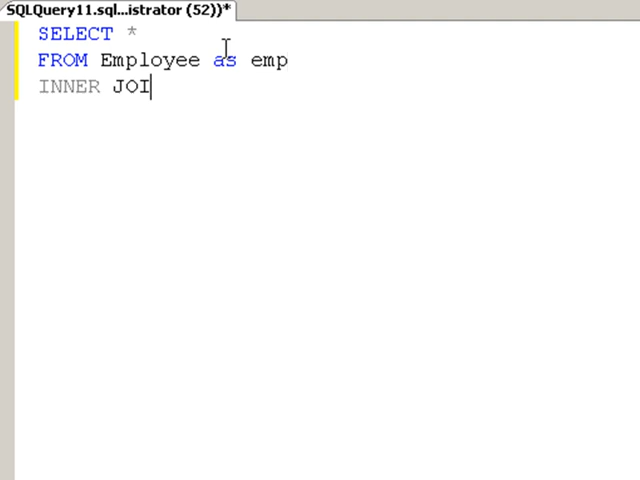 SQLQuery11.sql...istrator (52))*
SELECT *
FROM Employee as emp
INNER JOI